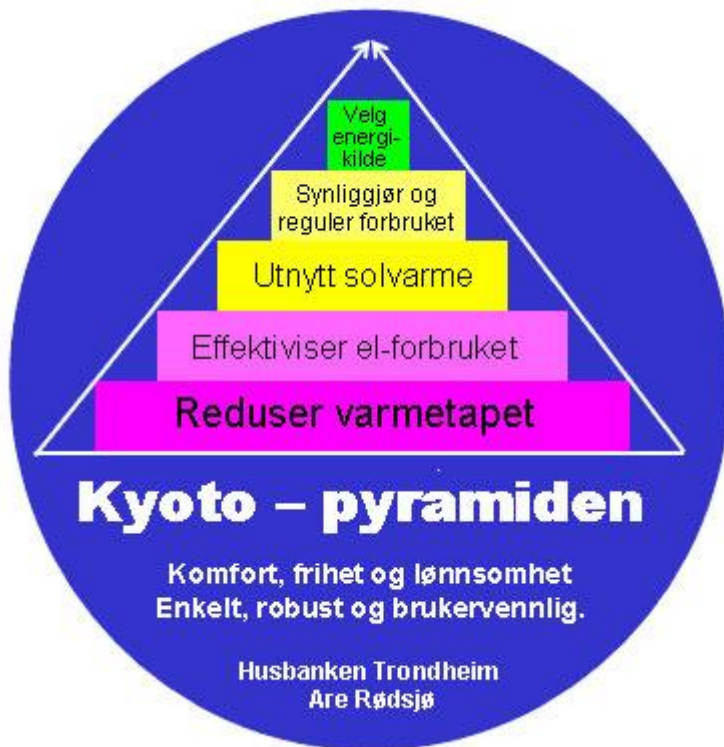 Velg
energi-
kilde
Synliggjør og
reguler forbruket
Utnytt solvarme
Effektiviser el-forbruket
Reduser varmetapet
Kyoto – pyramiden
Komfort, frihet og lønnsomhet
Enkelt, robust og brukervennlig.
Husbanken Trondheim
Are Rødsjø